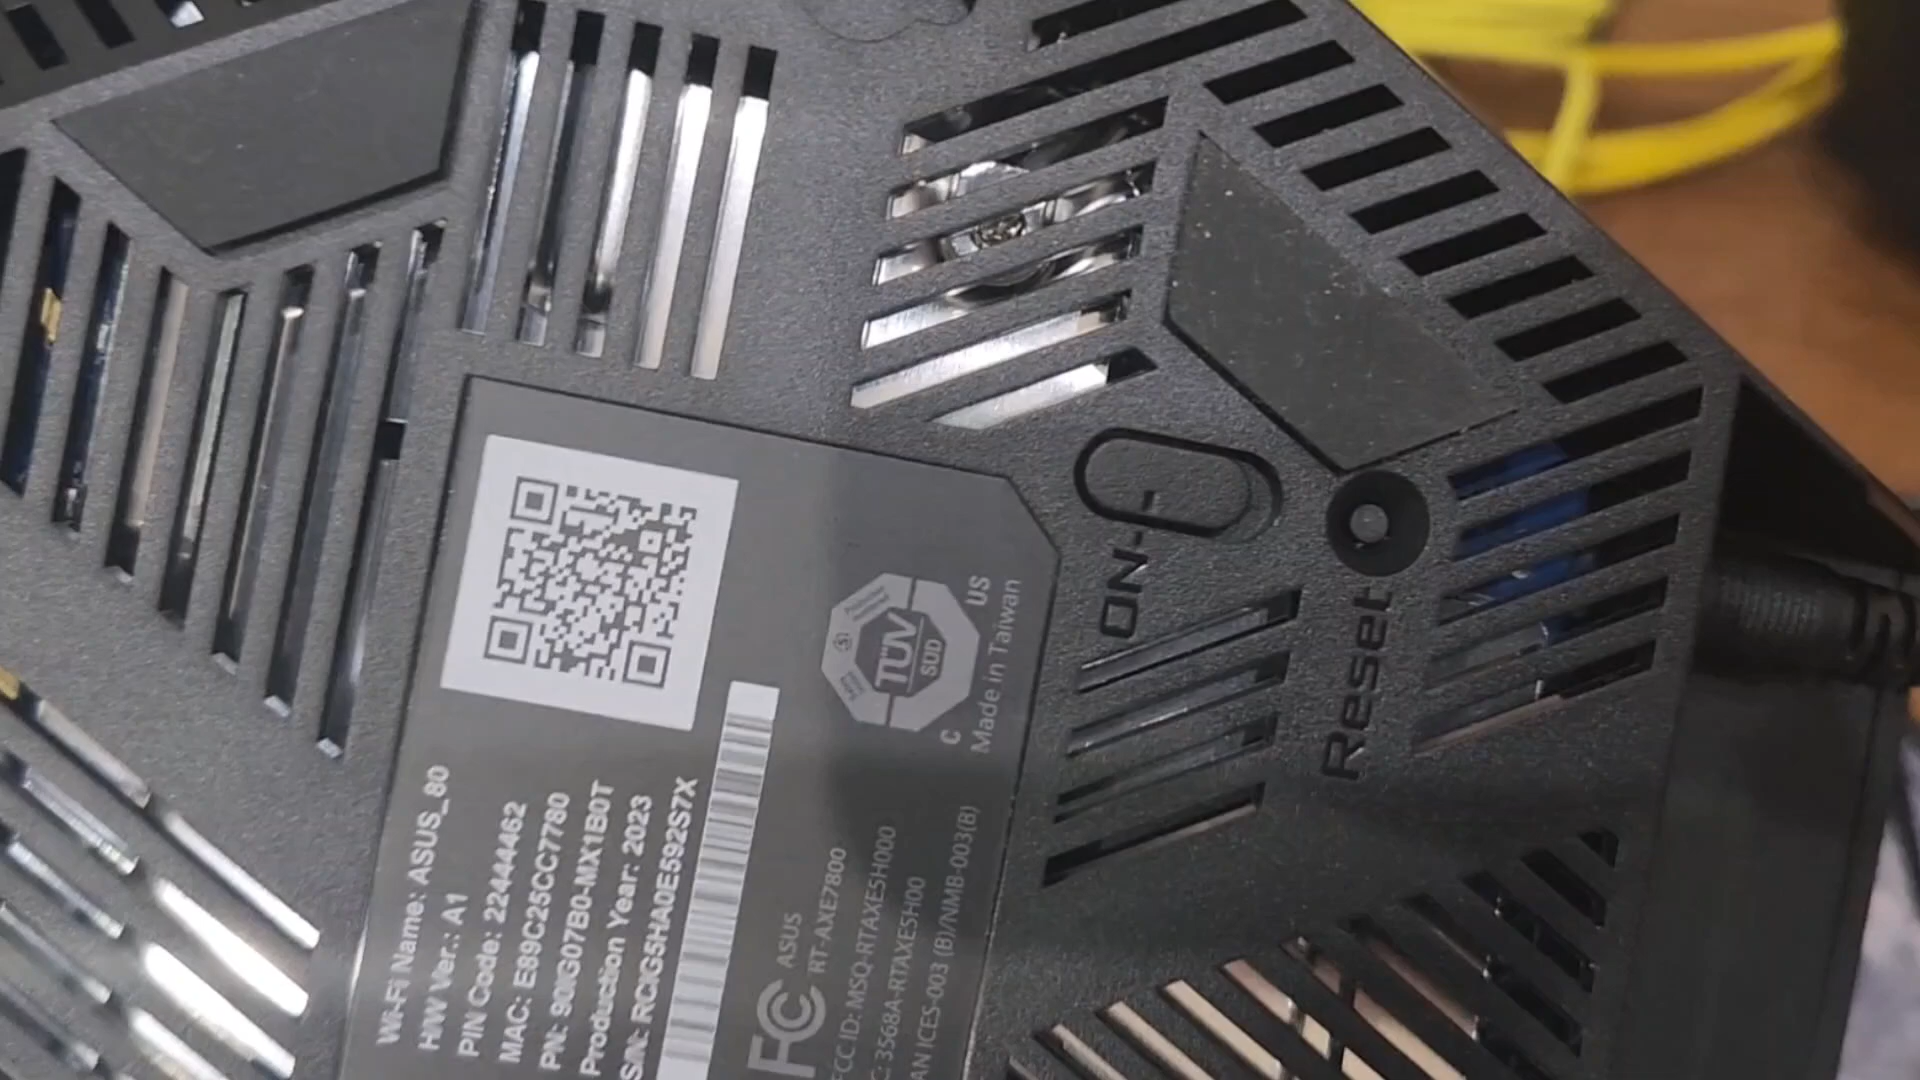 Wi-Fi Name: ASUS_80
HW Ver.: A1
PIN Code: 22444462
MAC: E89C25CC7780
PN: 90IG07B0-MX1B0T
Production Year: 2023
S/N: RCIG5HA0E592S7X
FC
ASUS
RT-AXE7800
FCC ID: MSQ-RTAXE5H000
C: 3568A-RTAXE5H00
AN ICES-003 (B)/NMB-003(B)
TÜV
SÜD
C
US
Made in Taiwan
ON-
Reset